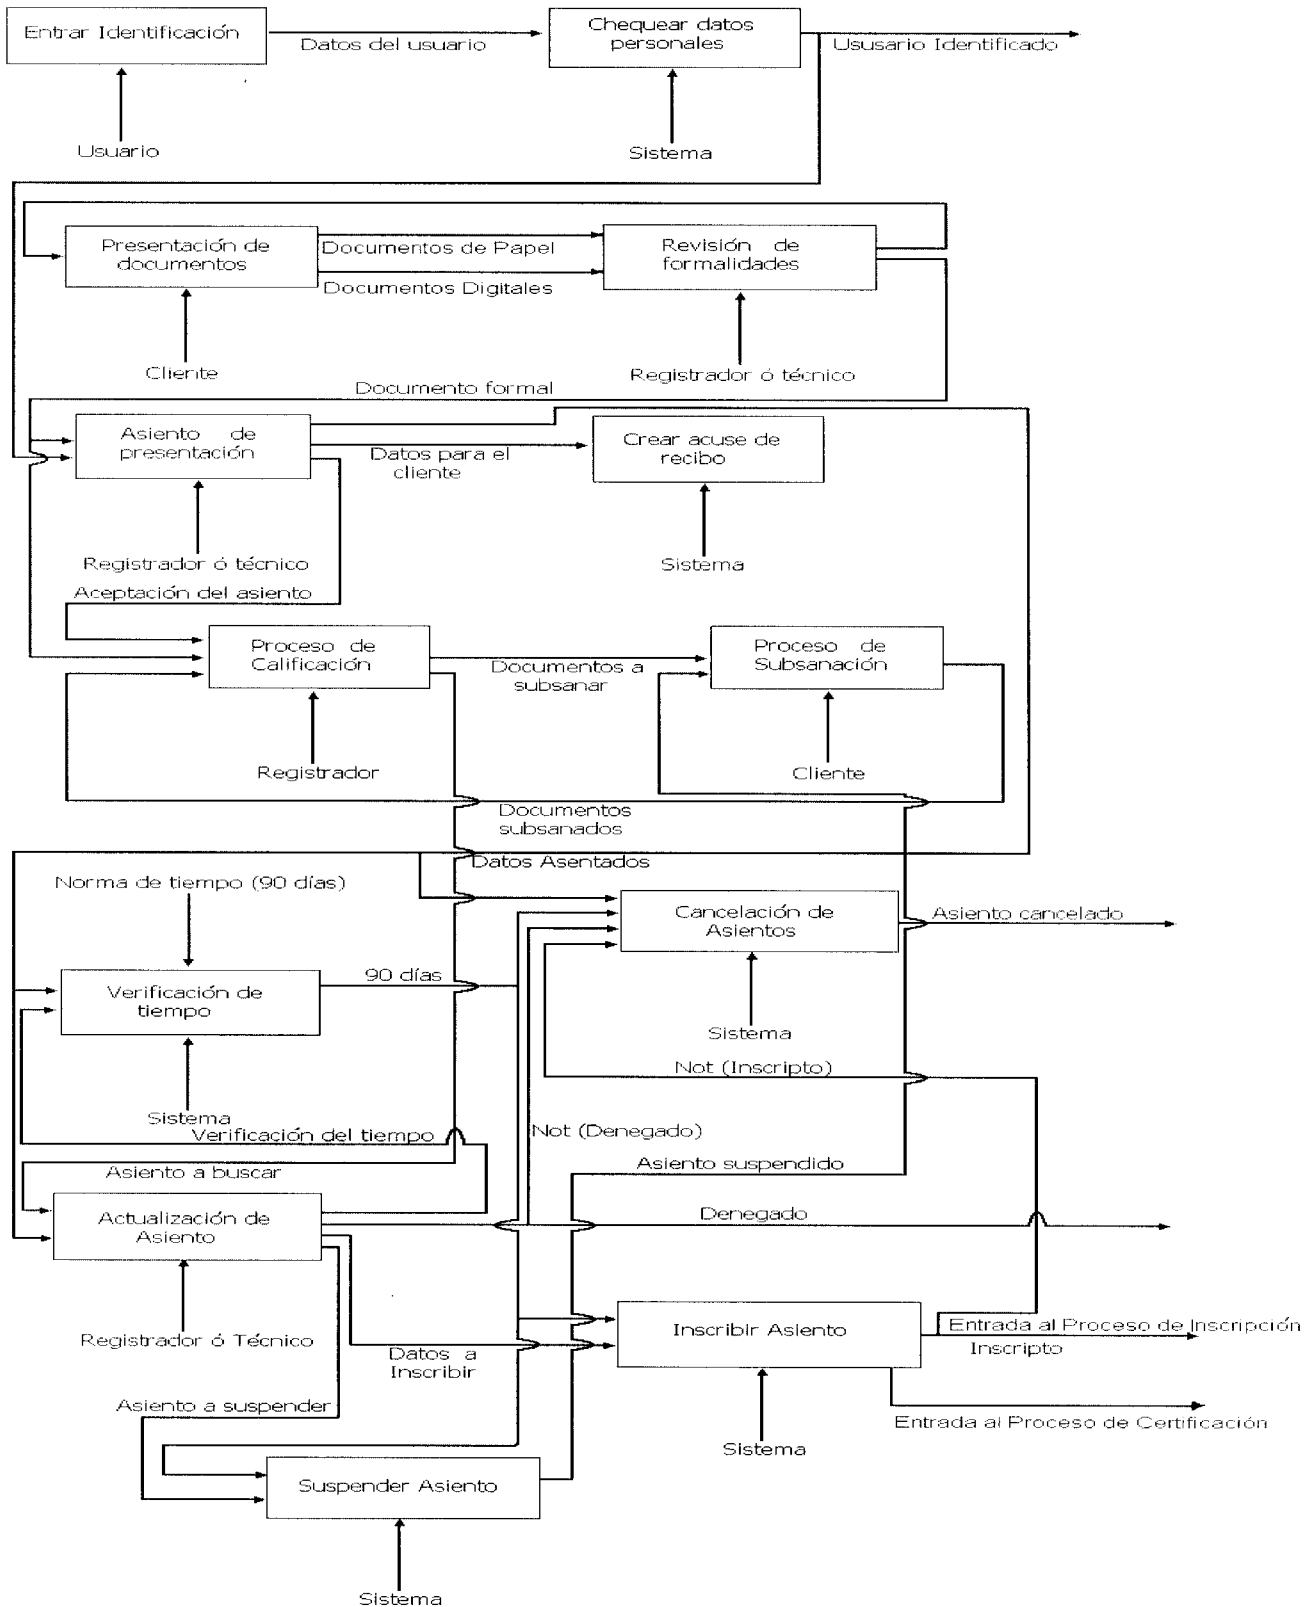 Entrar Identificación
Datos del usuario
Chequear datos
personales
Ususario Identificado
Usuario
Sistema
Presentación de
documentos
Documentos de Papel
Documentos Digitales
Revisión de
formalidades
Cliente
Registrador ó técnico
Documento formal
Asiento de
presentación
Datos para el
cliente
Crear acuse de
recibo
Registrador ó técnico
Sistema
Aceptación del asiento
Proceso de
Calificación
Documentos a
subsanar
Proceso de
Subsanación
Registrador
Cliente
Documentos
subsanados
Datos Asentados
Norma de tiempo (90 días)
Cancelación de
Asientos
Asiento cancelado
90 días
Verificación de
tiempo
Sistema
Not (Inscripto)
Sistema
Verificación del tiempo
Not (Denegado)
Asiento a buscar
Asiento suspendido
Actualización de
Asiento
Denegado
Registrador ó Técnico
Datos a
Inscribir
Inscribir Asiento
Entrada al Proceso de Inscripción
Inscripto
Asiento a suspender
Entrada al Proceso de Certificación
Sistema
Suspender Asiento
Sistema